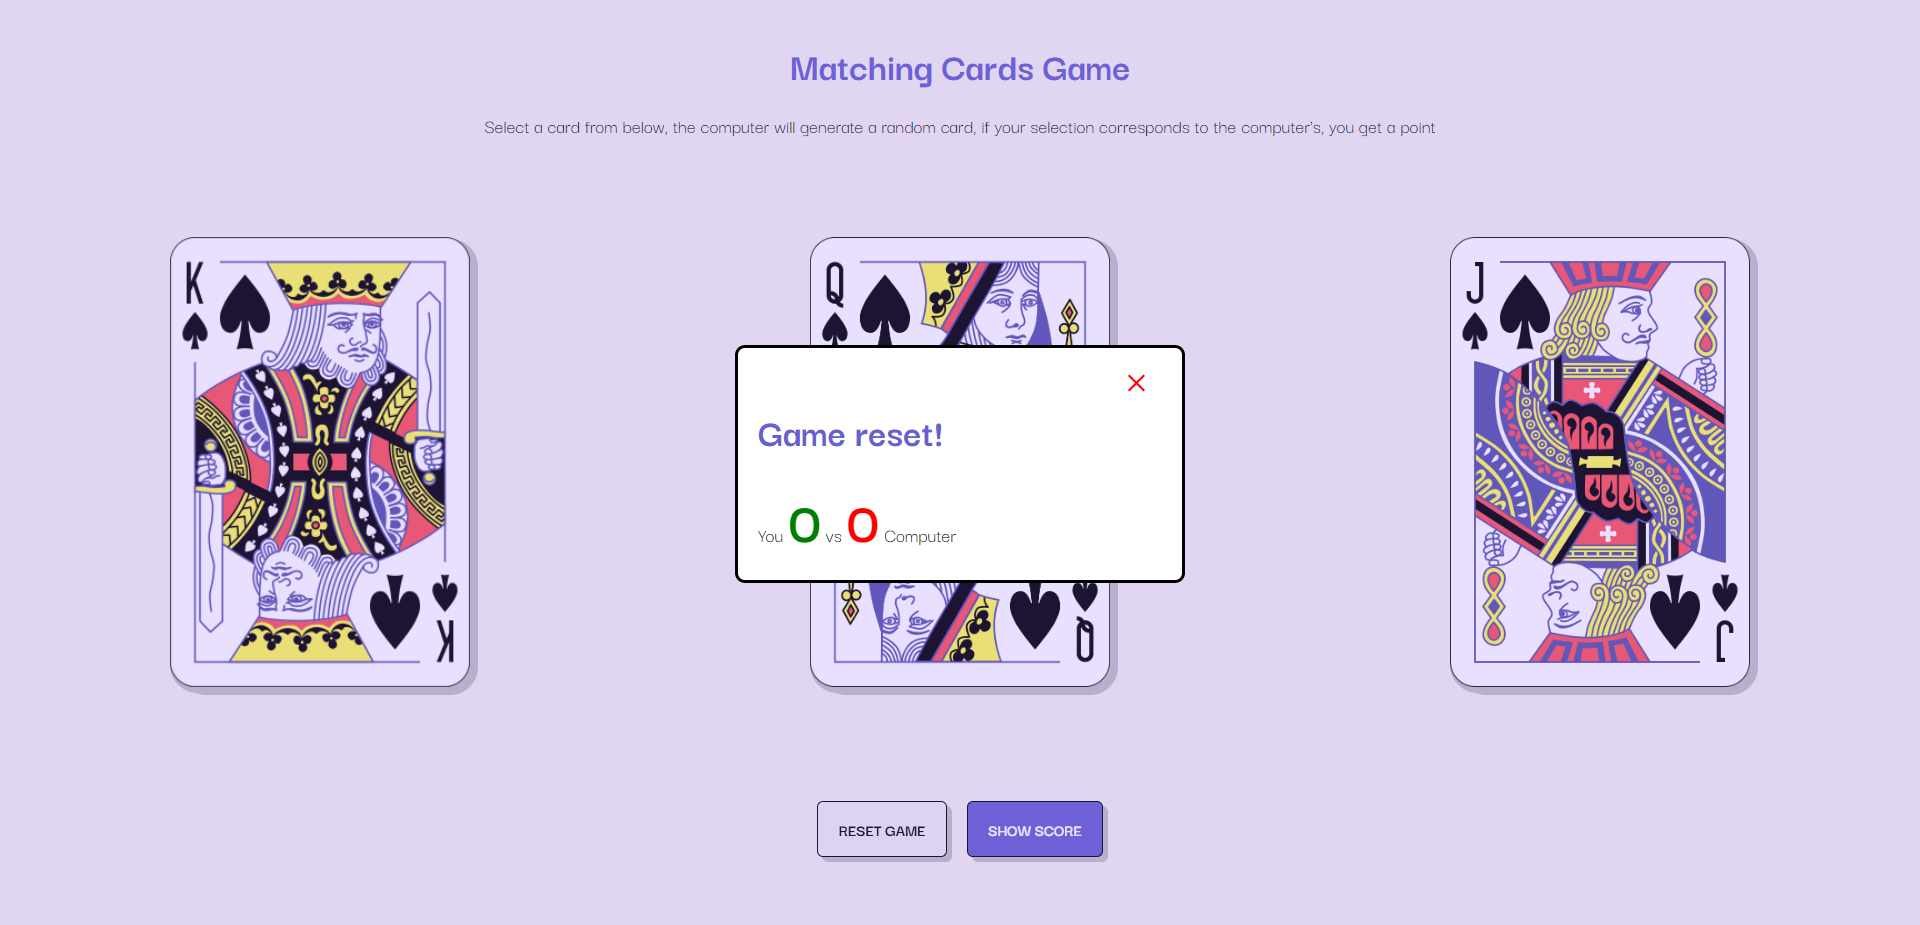 Matching Cards Game
Select a card from below, the computer will generate a random card, if your selection corresponds to the computer's, you get a point
K
Q
J
Game reset!
You 0 vs 0 Computer
K
Q
J
RESET GAME
SHOW SCORE